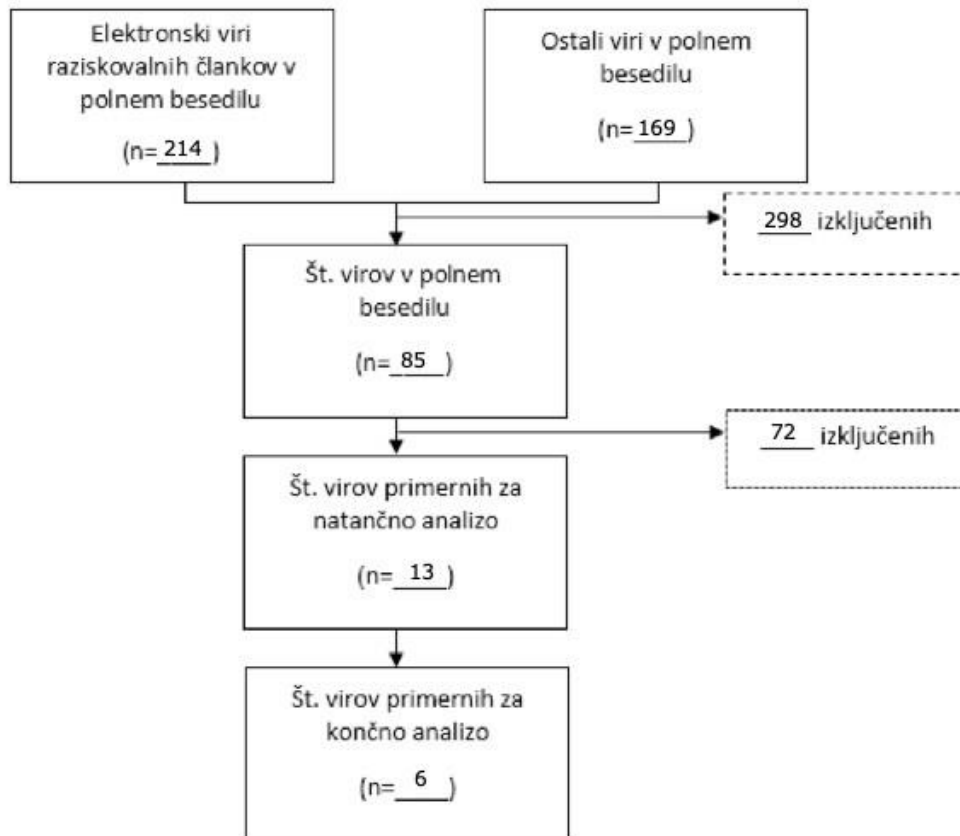 Elektronski viri
raziskovalnih člankov v
polnem besedilu
(n=214)
Ostali viri v polnem
besedilu
(n=169)
298 izključenih
Št. virov v polnem
besedilu
(n=85)
72 izključenih
Št. virov primernih za
natančno analizo
(n=13)
Št. virov primernih za
končno analizo
(n=6)